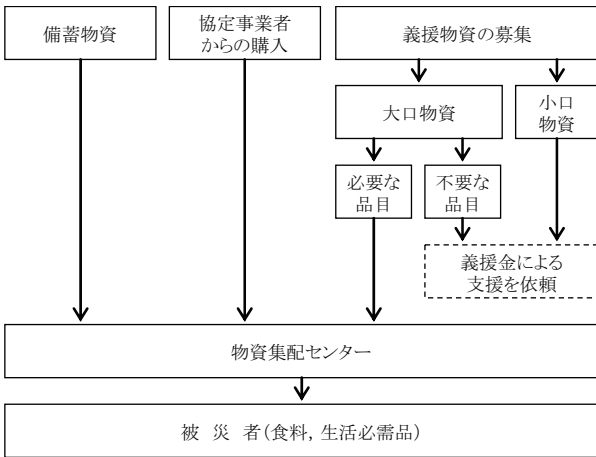 備蓄物資
協定事業者
からの購入
義援物資の募集
大口物資
小口
物資
必要な
品目
不要な
品目
義援金による
支援を依頼
物資集配センター
被 災 者(食料, 生活必需品)